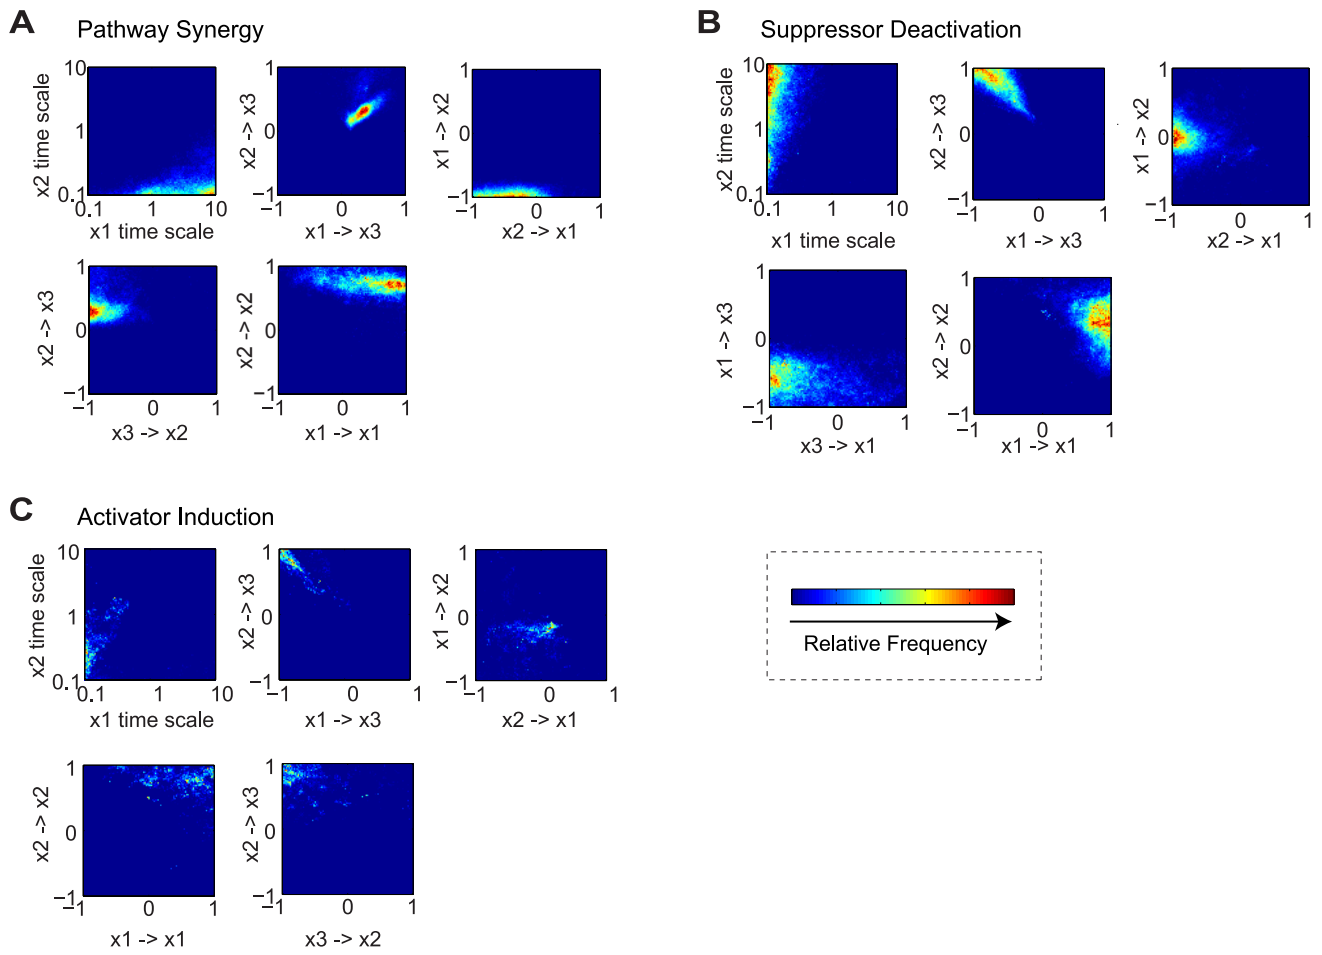 A Pathway Synergy
10
1
0.1
x2 time scale
0.1 1 10
x1 time scale
1
0
−1
x2 -> x3
0 1
x1 -> x3
1
0
−1
x1 -> x2
−1 0 1
x2 -> x1
1
0
−1
x2 -> x3
−1 0 1
x3 -> x2
1
0
−1
x2 -> x2
−1 0 1
x1 -> x1
B Suppressor Deactivation
10
1
0.1
x2 time scale
0.1 1 10
x1 time scale
1
0
−1
x2 -> x3
−1 0 1
x1 -> x3
1
0
−1
x1 -> x2
−1 0 1
x2 -> x1
1
0
−1
x1 -> x3
−1 0 1
x3 -> x1
1
0
−1
x2 -> x2
−1 0 1
x1 -> x1
C Activator Induction
10
1
0.1
x2 time scale
0.1 1 10
x1 time scale
1
0
−1
x2 -> x3
−1 0 1
x1 -> x3
1
0
−1
x1 -> x2
−1 0 1
x2 -> x1
1
0
−1
x2 -> x2
−1 0 1
x1 -> x1
1
0
−1
x2 -> x3
−1 0 1
x3 -> x2
Relative Frequency